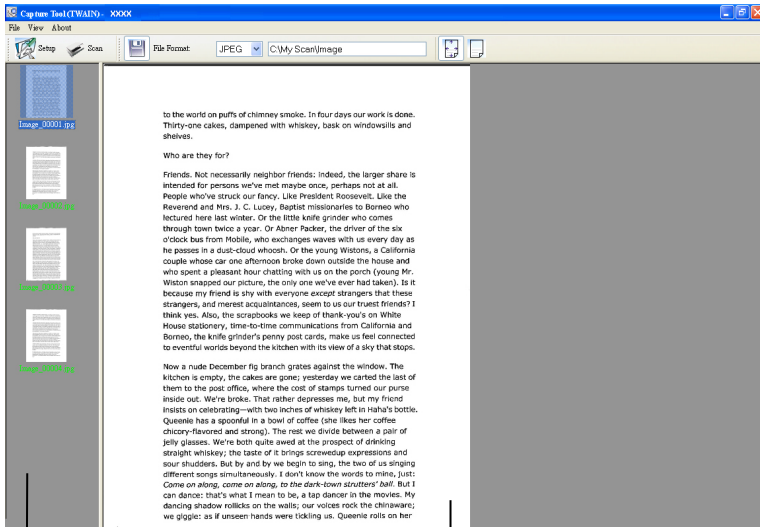 Capture Tool (TWAIN) - XXXX
File View About
Setup Scan File Format: JPEG C:\My Scan\Image
Image_00001.jpg
to the world on puffs of chimney smoke. In four days our work is done.
Thirty-one cakes, dampened with whiskey, bask on windowsills and
shelves.
Who are they for?
Friends. Not necessarily neighbor friends: indeed, the larger share is
intended for persons we've met maybe once, perhaps not at all.
People who've struck our fancy. Like President Roosevelt. Like the
Reverend and Mrs. J. C. Lucey, Baptist missionaries to Borneo who
lectured here last winter. Or the little knife grinder who comes
through town twice a year. Or Abner Packer, the driver of the six
o'clock bus from Mobile, who exchanges waves with us every day as
he passes in a dust-cloud whoosh. Or the young Wistons, a California
couple whose car one afternoon broke down outside the house and
who spent a pleasant hour chatting with us on the porch (young Mr.
Wiston snapped our picture, the only one we've ever had taken). Is it
because my friend is shy with everyone except strangers that these
strangers, and merest acquaintances, seem to us our truest friends? I
think yes. Also, the scrapbooks we keep of thank-you's on White
House stationery, time-to-time communications from California and
Borneo, the knife grinder's penny post cards, make us feel connected
to eventful worlds beyond the kitchen with its view of a sky that stops.
Now a nude December fig branch grates against the window. The
kitchen is empty, the cakes are gone; yesterday we carted the last of
them to the post office, where the cost of stamps turned our purse
inside out. We're broke. That rather depresses me, but my friend
insists on celebrating—with two inches of whiskey left in Haha's bottle.
Queenie has a spoonful in a bowl of coffee (she likes her coffee
chicory-flavored and strong). The rest we divide between a pair of
jelly glasses. We're both quite awed at the prospect of drinking
straight whiskey; the taste of it brings screwedup expressions and
sour shudders. But by and by we begin to sing, the two of us singing
different songs simultaneously. I don't know the words to mine, just:
Come on along, come on along, to the dark-town strutters' ball. But I
can dance: that's what I mean to be, a tap dancer in the movies. My
dancing shadow rollicks on the walls; our voices rock the chinaware;
we giggle: as if unseen hands were tickling us. Queenie rolls on her